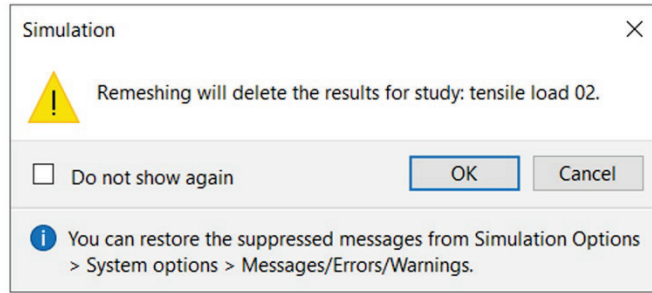 Simulation
Remeshing will delete the results for study: tensile load 02.
Do not show again
OK
Cancel
You can restore the suppressed messages from Simulation Options
> System options > Messages/Errors/Warnings.